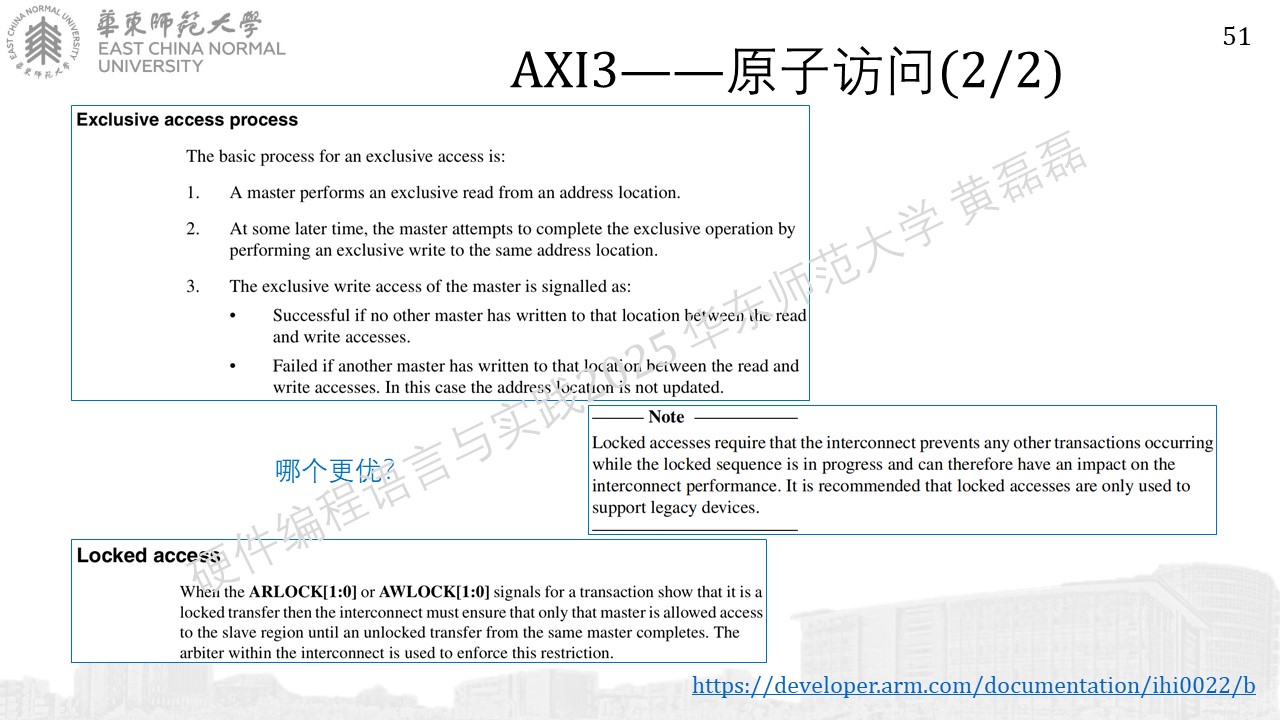 華東師範大學
EAST CHINA NORMAL
UNIVERSITY
EAST CHINA NORMAL UNIVERSITY
華東師範大學
51
AXI3——原子访问(2/2)
Exclusive access process
The basic process for an exclusive access is:
1. A master performs an exclusive read from an address location.
2. At some later time, the master attempts to complete the exclusive operation by
performing an exclusive write to the same address location.
3. The exclusive write access of the master is signalled as:
• Successful if no other master has written to that location between the read
and write accesses.
• Failed if another master has written to that location between the read and
write accesses. In this case the address location is not updated.
Note
Locked accesses require that the interconnect prevents any other transactions occurring
while the locked sequence is in progress and can therefore have an impact on the
interconnect performance. It is recommended that locked accesses are only used to
support legacy devices.
哪个更优?
Locked access
When the ARLOCK[1:0] or AWLOCK[1:0] signals for a transaction show that it is a
locked transfer then the interconnect must ensure that only that master is allowed access
to the slave region until an unlocked transfer from the same master completes. The
arbiter within the interconnect is used to enforce this restriction.
https://developer.arm.com/documentation/ihi0022/b
硬件编程语言与实践2025 华东师范大学 黄磊磊